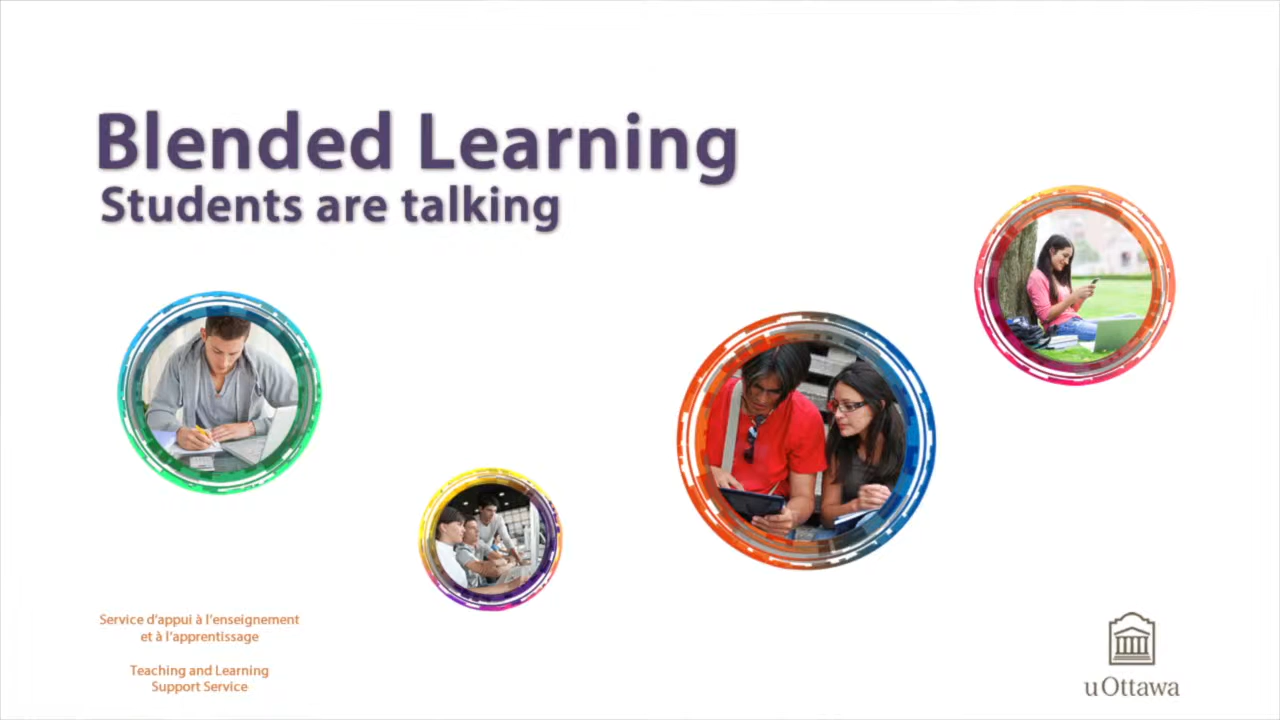 Blended Learning
Students are talking
Service d'appui à l'enseignement
et à l'apprentissage
Teaching and Learning
Support Service
uOttawa